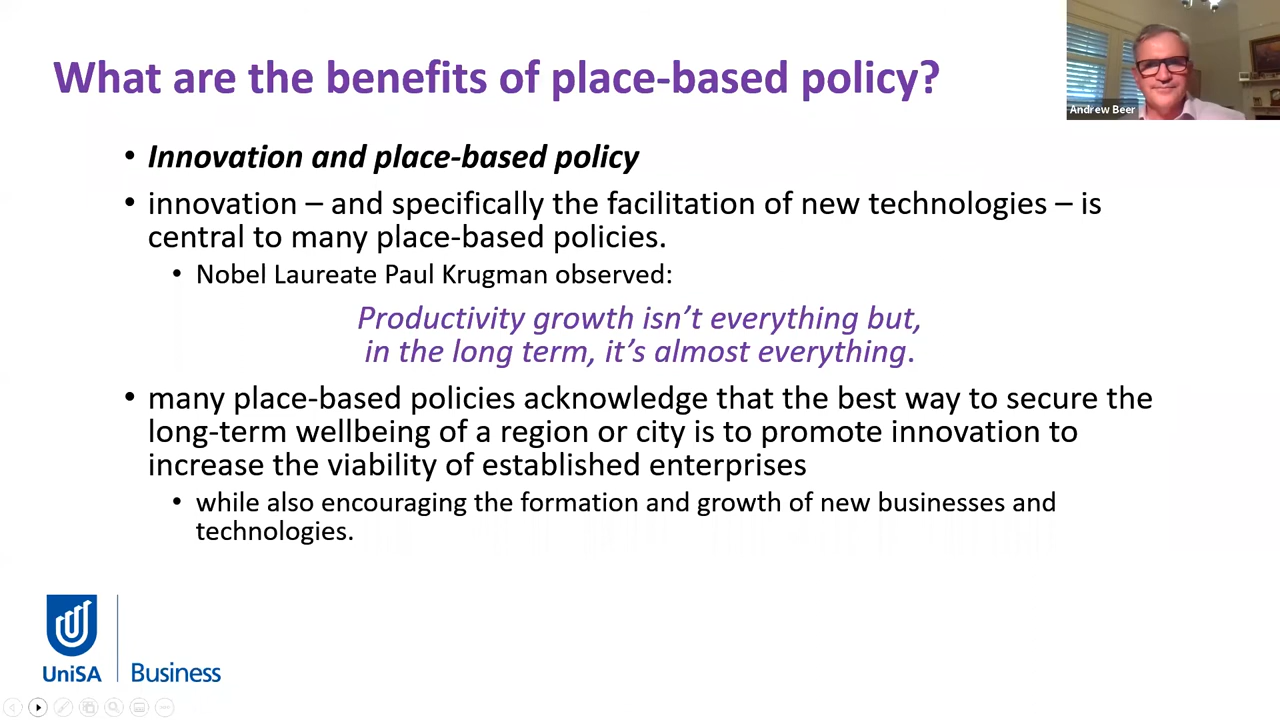 What are the benefits of place-based policy?
Andrew Beer
• Innovation and place-based policy
• innovation – and specifically the facilitation of new technologies – is
central to many place-based policies.
• Nobel Laureate Paul Krugman observed:
Productivity growth isn’t everything but,
in the long term, it’s almost everything.
• many place-based policies acknowledge that the best way to secure the
long-term wellbeing of a region or city is to promote innovation to
increase the viability of established enterprises
• while also encouraging the formation and growth of new businesses and
technologies.
UniSA
Business